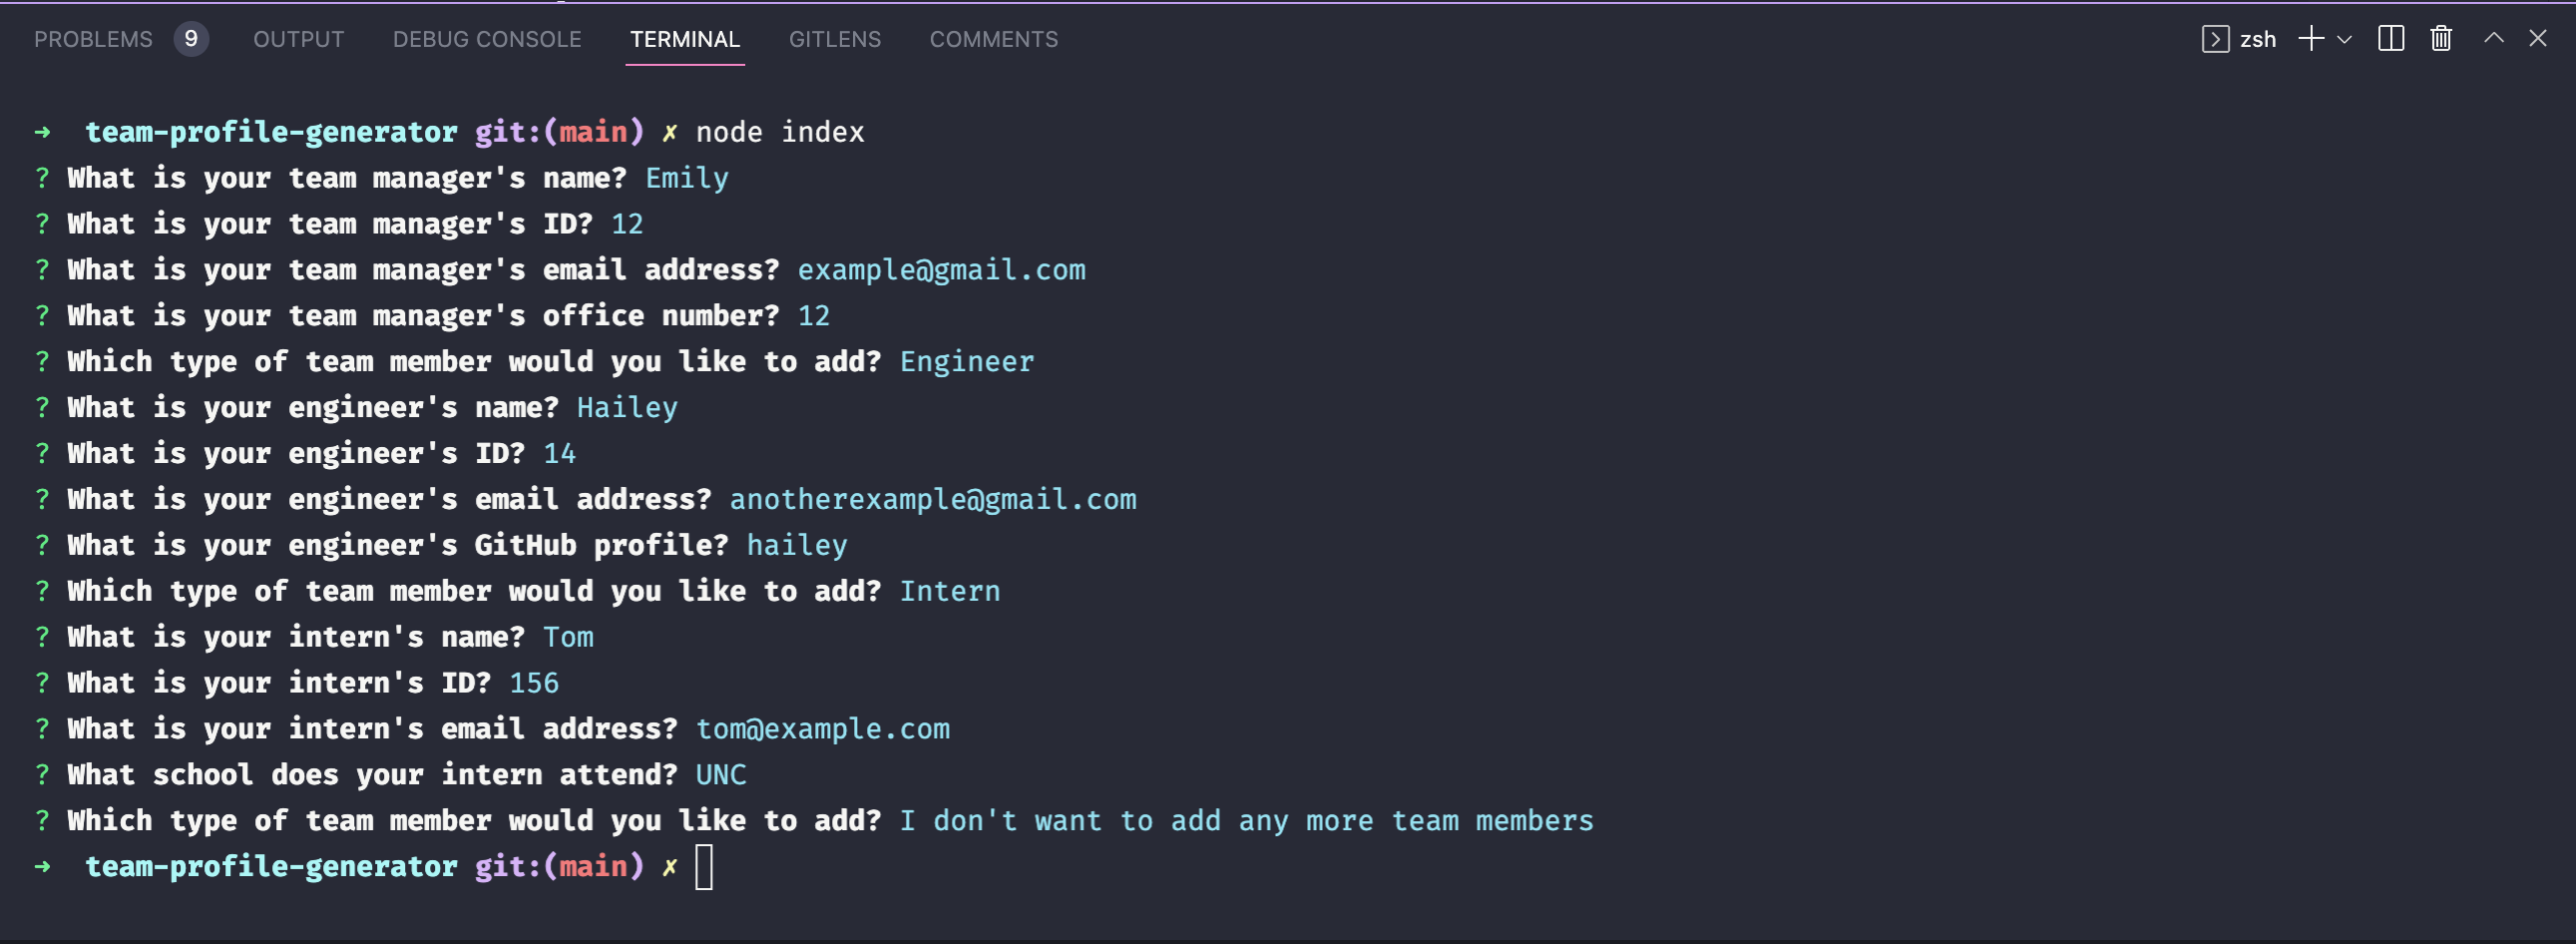 PROBLEMS 9 OUTPUT DEBUG CONSOLE TERMINAL GITLENS COMMENTS zsh
➜ team-profile-generator git:(main) ✗ node index
? What is your team manager's name? Emily
? What is your team manager's ID? 12
? What is your team manager's email address? example@gmail.com
? What is your team manager's office number? 12
? Which type of team member would you like to add? Engineer
? What is your engineer's name? Hailey
? What is your engineer's ID? 14
? What is your engineer's email address? anotherexample@gmail.com
? What is your engineer's GitHub profile? hailey
? Which type of team member would you like to add? Intern
? What is your intern's name? Tom
? What is your intern's ID? 156
? What is your intern's email address? tom@example.com
? What school does your intern attend? UNC
? Which type of team member would you like to add? I don't want to add any more team members
➜ team-profile-generator git:(main) ✗